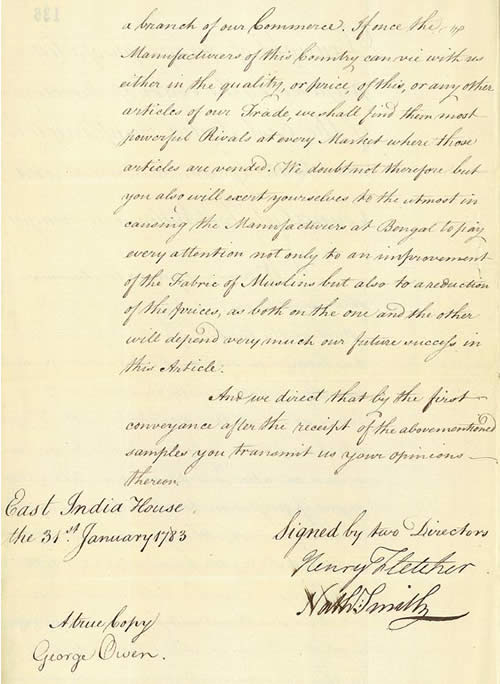 136
a branch of our Commerce. If once the
Manufacturers of this Country can vie with us
either in the quality, or price, of this, or any other
articles of our Trade, we shall find them most
powerful Rivals at every Market where those
articles are vended. We doubt not therefore but
you also will exert yourselves to the utmost in
causing the Manufacturers at Bengal to pay
every attention not only to an improvement
of the Fabric of Muslins but also to a reduction
of the prices, as both on the one and the other
will depend very much our future success in
this Article.
And we direct that by the first
conveyance after the receipt of the abovementioned
samples you transmit us your opinions
thereon.
East India House
the 31st January 1783
Signed by two Directors
Henry Fletcher
Nathl Smith
A true Copy
George Owen.